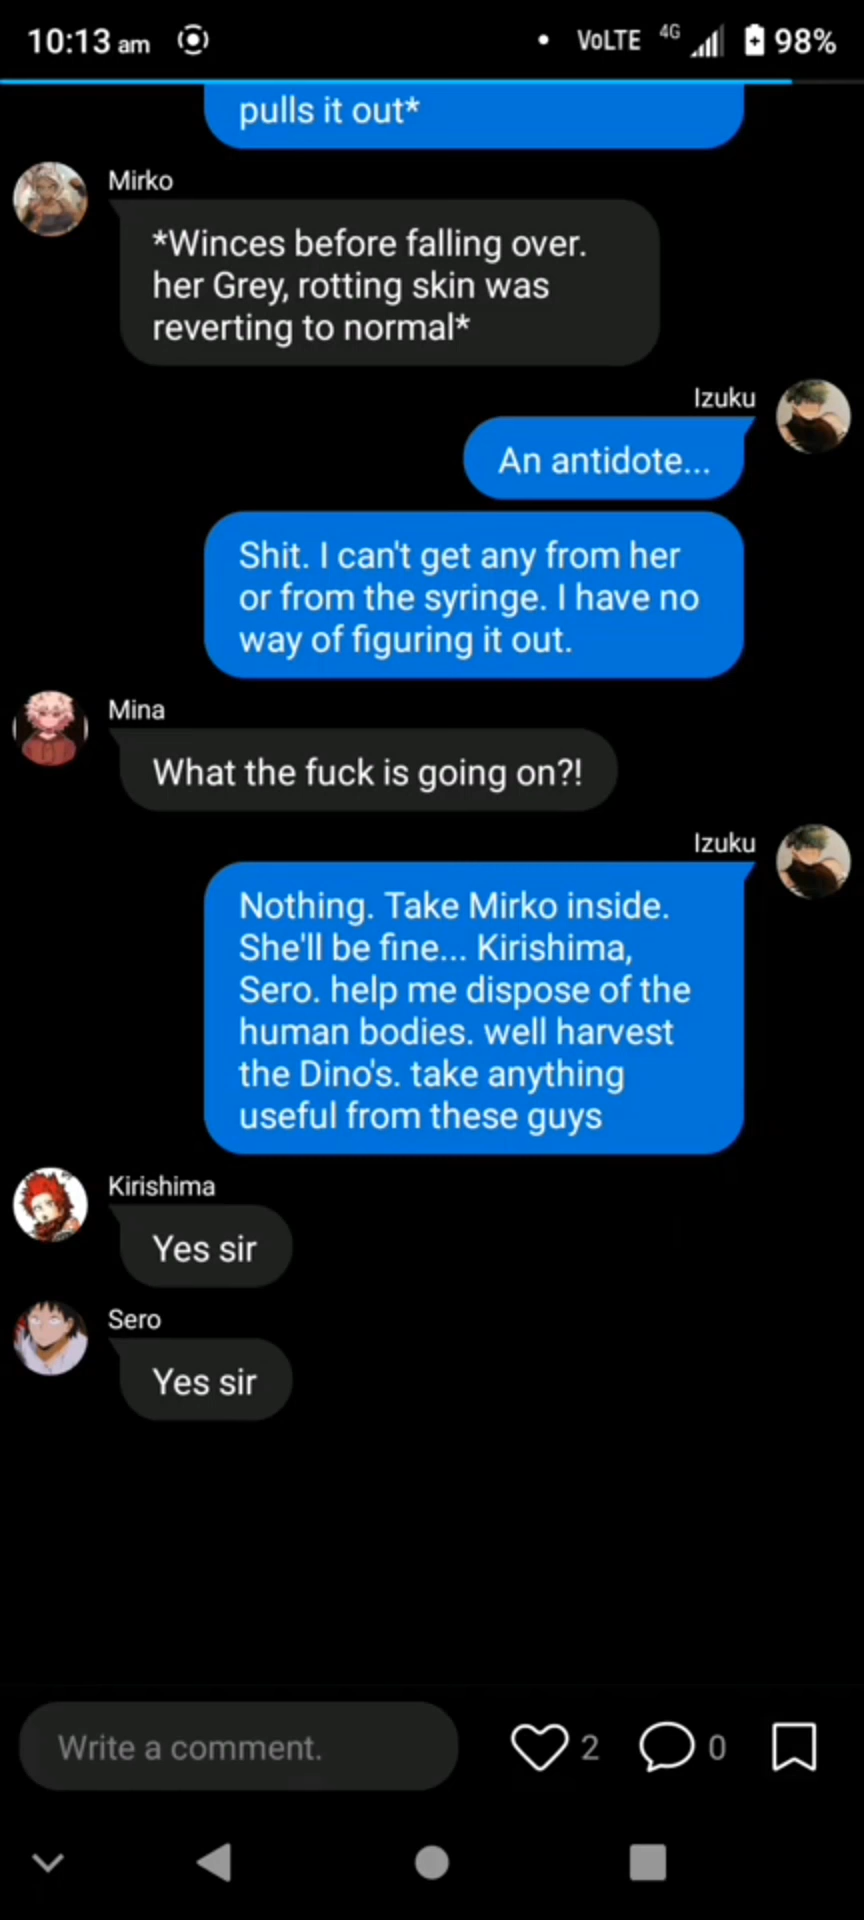 10:13 am VoLTE 4G 98%
pulls it out*
Mirko
*Winces before falling over.
her Grey, rotting skin was
reverting to normal*
Izuku
An antidote...
Shit. I can't get any from her
or from the syringe. I have no
way of figuring it out.
Mina
What the fuck is going on?!
Izuku
Nothing. Take Mirko inside.
She'll be fine... Kirishima,
Sero. help me dispose of the
human bodies. well harvest
the Dino's. take anything
useful from these guys
Kirishima
Yes sir
Sero
Yes sir
Write a comment. 2 0